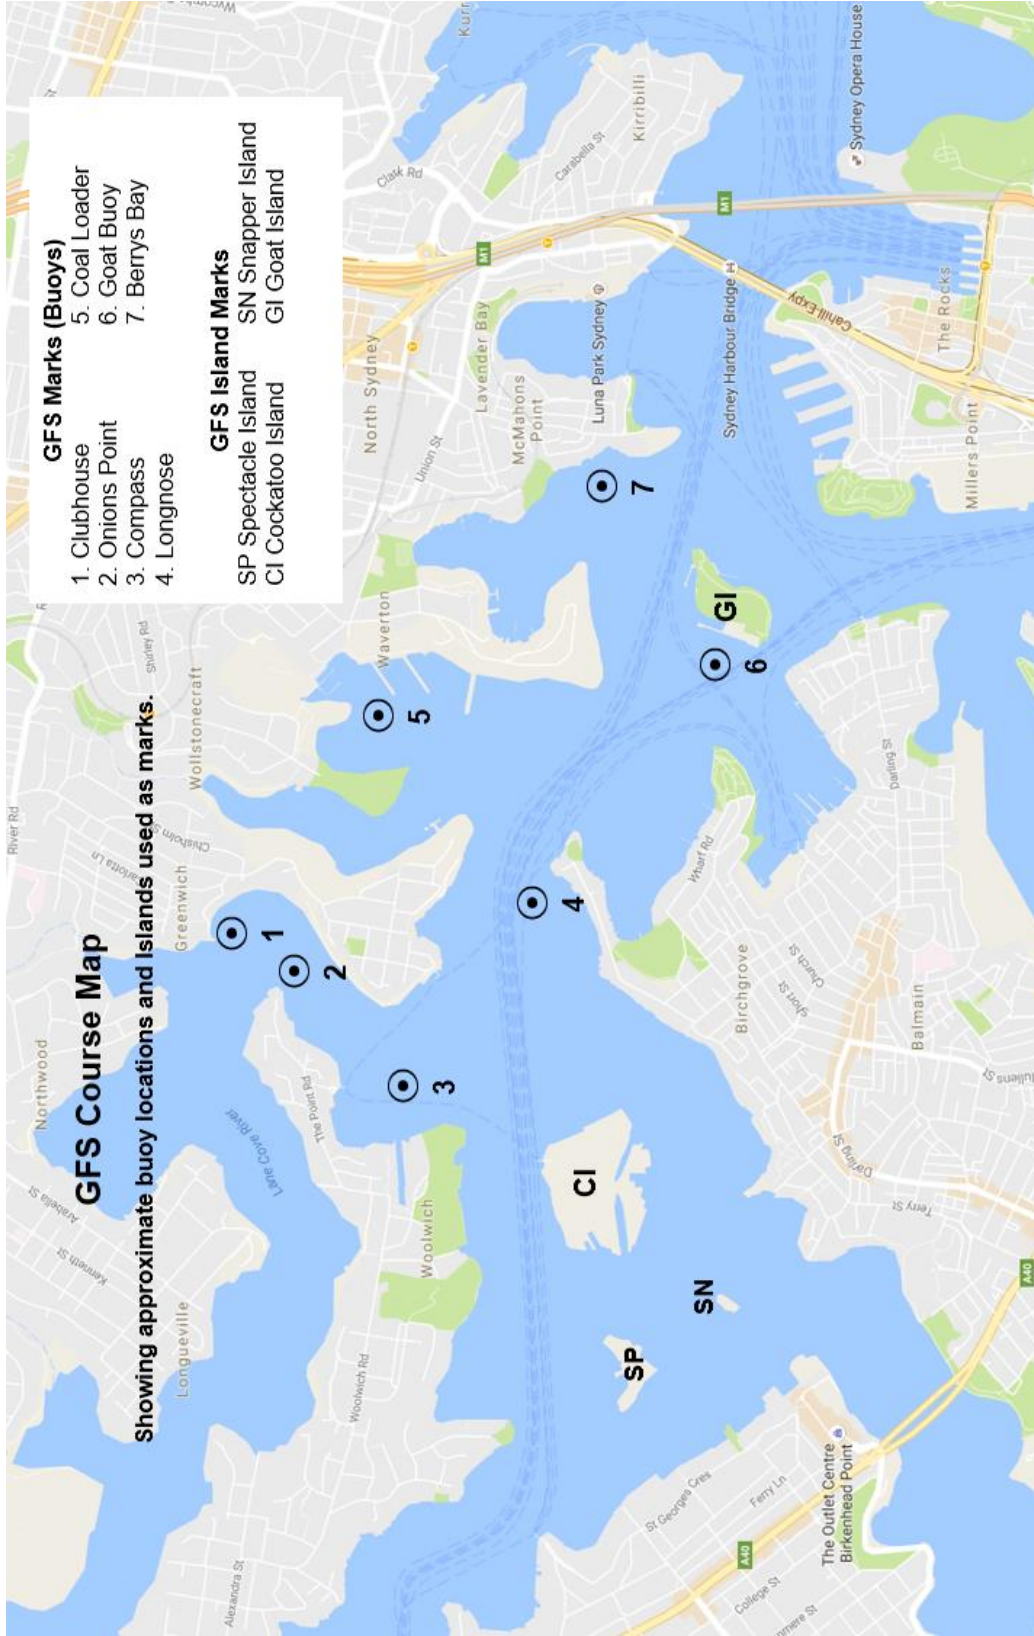 GFS Course Map
Showing approximate buoy locations and Islands used as marks.
GFS Marks (Buoys)
1. Clubhouse
2. Onions Point
3. Compass
4. Longnose
5. Coal Loader
6. Goat Buoy
7. Berrys Bay
GFS Island Marks
SP Spectacle Island
CI Cockatoo Island
SN Snapper Island
GI Goat Island
River Rd
Northwood
Greenwich
Wollstonecraft
Shirley Rd
Chisholm St
Arabella St
Kenneth St
Longueville
Lane Cove River
The Point Rd
Woolwich
Woolwich Rd
Alexandra St
Waverton
Union St
North Sydney
Lavender Bay
McMahons
Point
Luna Park Sydney
Clark Rd
Carabella St
Kirribilli
M1
M1
Sydney Harbour Bridge
Sydney Opera House
Cahill Expy
The Rocks
Millers Point
1
2
3
4
5
6
7
CI
SP
SN
GI
Wharf Rd
Birchgrove
Short St
Church St
Balmain
Darling St
Darling St
Terry St
Mullens St
A40
A40
St Georges Cres
Ferry Ln
College St
The Outlet Centre
Birkenhead Point